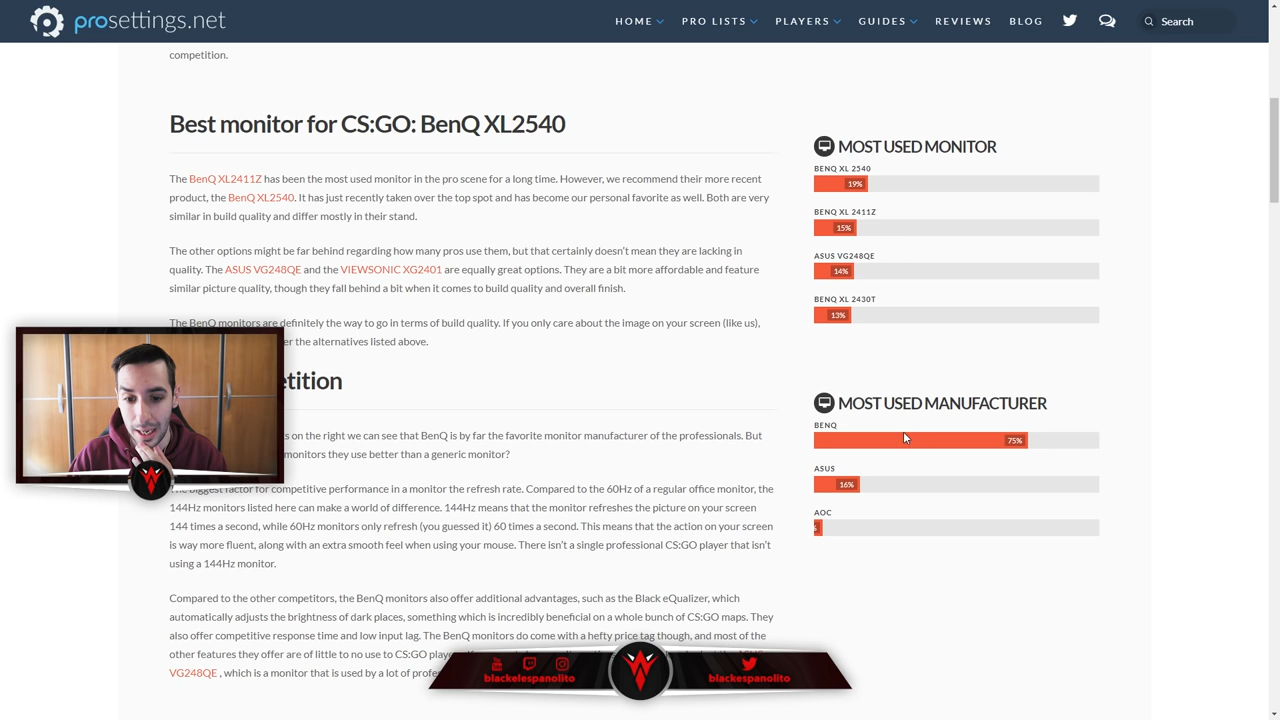 prosettings.net
HOME PRO LISTS PLAYERS GUIDES REVIEWS BLOG Search
competition.
Best monitor for CS:GO: BenQ XL2540
The BenQ XL2411Z has been the most used monitor in the pro scene for a long time. However, we recommend their more recent
product, the BenQ XL2540. It has just recently taken over the top spot and has become our personal favorite as well. Both are very
similar in build quality and differ mostly in their stand.
The other options might be far behind regarding how many pros use them, but that certainly doesn't mean they are lacking in
quality. The ASUS VG248QE and the VIEWSONIC XG2401 are equally great options. They are a bit more affordable and feature
similar picture quality, though they fall behind a bit when it comes to build quality and overall finish.
The BenQ monitors are definitely the way to go in terms of build quality. If you only care about the image on your screen (like us),
er the alternatives listed above.
etition
s on the right we can see that BenQ is by far the favorite monitor manufacturer of the professionals. But
monitors they use better than a generic monitor?
The biggest factor for competitive performance in a monitor the refresh rate. Compared to the 60Hz of a regular office monitor, the
144Hz monitors listed here can make a world of difference. 144Hz means that the monitor refreshes the picture on your screen
144 times a second, while 60Hz monitors only refresh (you guessed it) 60 times a second. This means that the action on your screen
is way more fluent, along with an extra smooth feel when using your mouse. There isn't a single professional CS:GO player that isn't
using a 144Hz monitor.
Compared to the other competitors, the BenQ monitors also offer additional advantages, such as the Black eQualizer, which
automatically adjusts the brightness of dark places, something which is incredibly beneficial on a whole bunch of CS:GO maps. They
also offer competitive response time and low input lag. The BenQ monitors do come with a hefty price tag though, and most of the
other features they offer are of little to no use to CS:GO
VG248QE , which is a monitor that is used by a lot of
MOST USED MONITOR
BENQ XL 2540
19%
BENQ XL 2411Z
15%
ASUS VG248QE
14%
BENQ XL 2430T
13%
MOST USED MANUFACTURER
BENQ
75%
ASUS
16%
AOC
blackelespanolito
blackespanolito